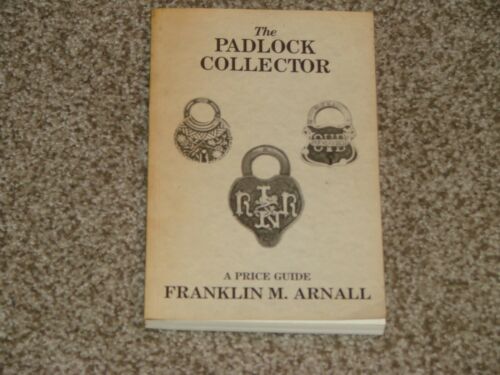 The
PADLOCK
COLLECTOR
A PRICE GUIDE
FRANKLIN M. ARNALL